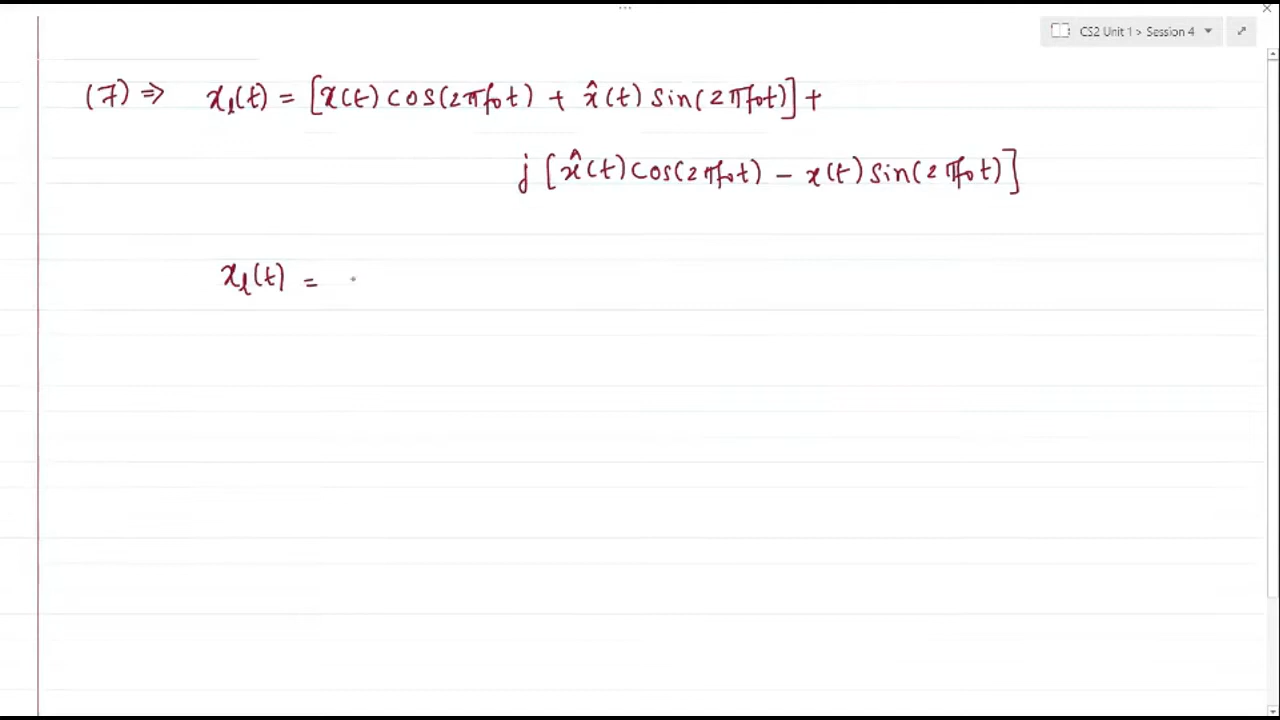 CS2 Unit 1 > Session 4
(7) ⇒ x_l(t) = [x(t) cos(2πf₀t) + x̂(t) sin(2πf₀t)] +
j [x̂(t) cos(2πf₀t) − x(t) sin(2πf₀t)]
x_l(t) =